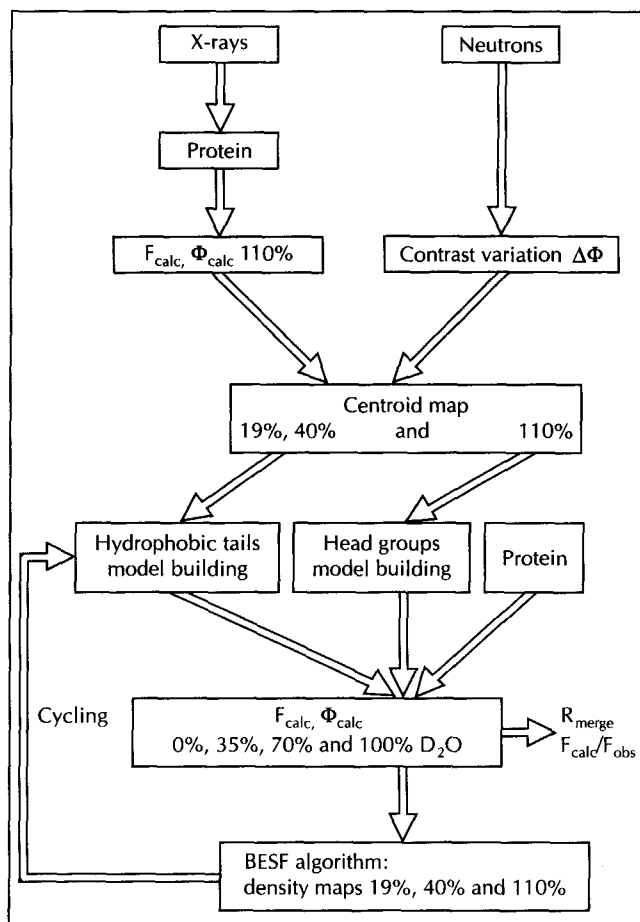 X-rays
Neutrons
Protein
F_calc, Φ_calc 110%
Contrast variation ΔΦ
Centroid map
19%, 40% and 110%
Hydrophobic tails
model building
Head groups
model building
Protein
Cycling
F_calc, Φ_calc
0%, 35%, 70% and 100% D₂O
R_merge
F_calc/F_obs
BESF algorithm:
density maps 19%, 40% and 110%